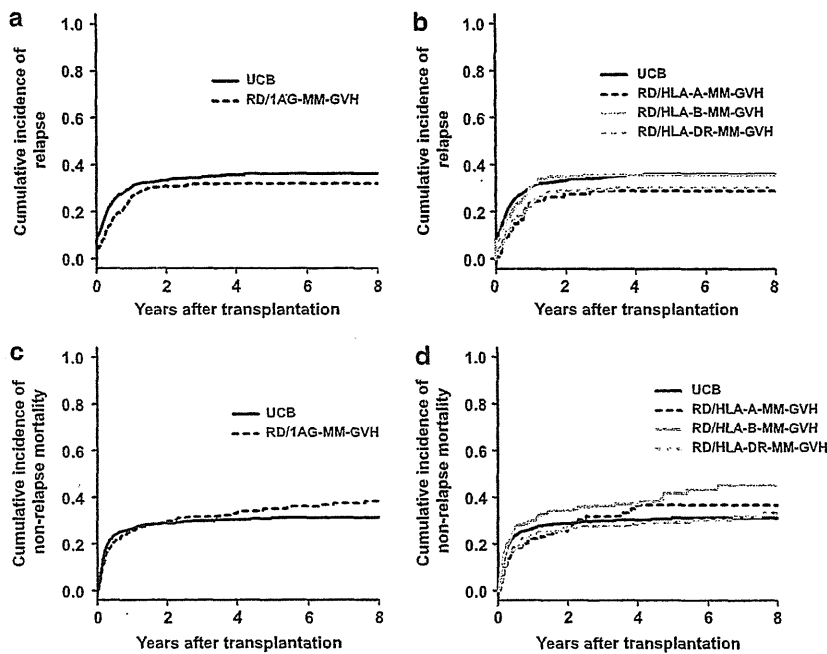 a
1.0
0.8
0.6
0.4
0.2
0.0
Cumulative incidence of
relapse
UCB
RD/1AG-MM-GVH
0 2 4 6 8
Years after transplantation
b
1.0
0.8
0.6
0.4
0.2
0.0
Cumulative incidence of
relapse
UCB
RD/HLA-A-MM-GVH
RD/HLA-B-MM-GVH
RD/HLA-DR-MM-GVH
0 2 4 6 8
Years after transplantation
c
1.0
0.8
0.6
0.4
0.2
0.0
Cumulative incidence of
non-relapse mortality
UCB
RD/1AG-MM-GVH
0 2 4 6 8
Years after transplantation
d
1.0
0.8
0.6
0.4
0.2
0.0
Cumulative incidence of
non-relapse mortality
UCB
RD/HLA-A-MM-GVH
RD/HLA-B-MM-GVH
RD/HLA-DR-MM-GVH
0 2 4 6 8
Years after transplantation